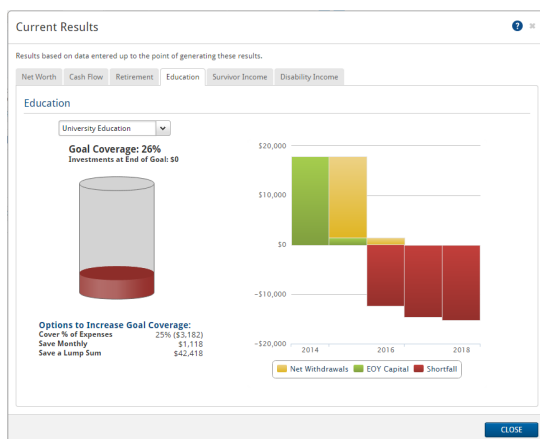 Current Results
?
Results based on data entered up to the point of generating these results.
Net Worth Cash Flow Retirement Education Survivor Income Disability Income
Education
University Education
Goal Coverage: 26%
Investments at End of Goal: $0
Options to Increase Goal Coverage:
Cover % of Expenses 25% ($3,182)
Save Monthly $1,118
Save a Lump Sum $42,418
$20,000
$10,000
$0
-$10,000
-$20,000
2014 2016 2018
Net Withdrawals EOY Capital Shortfall
CLOSE